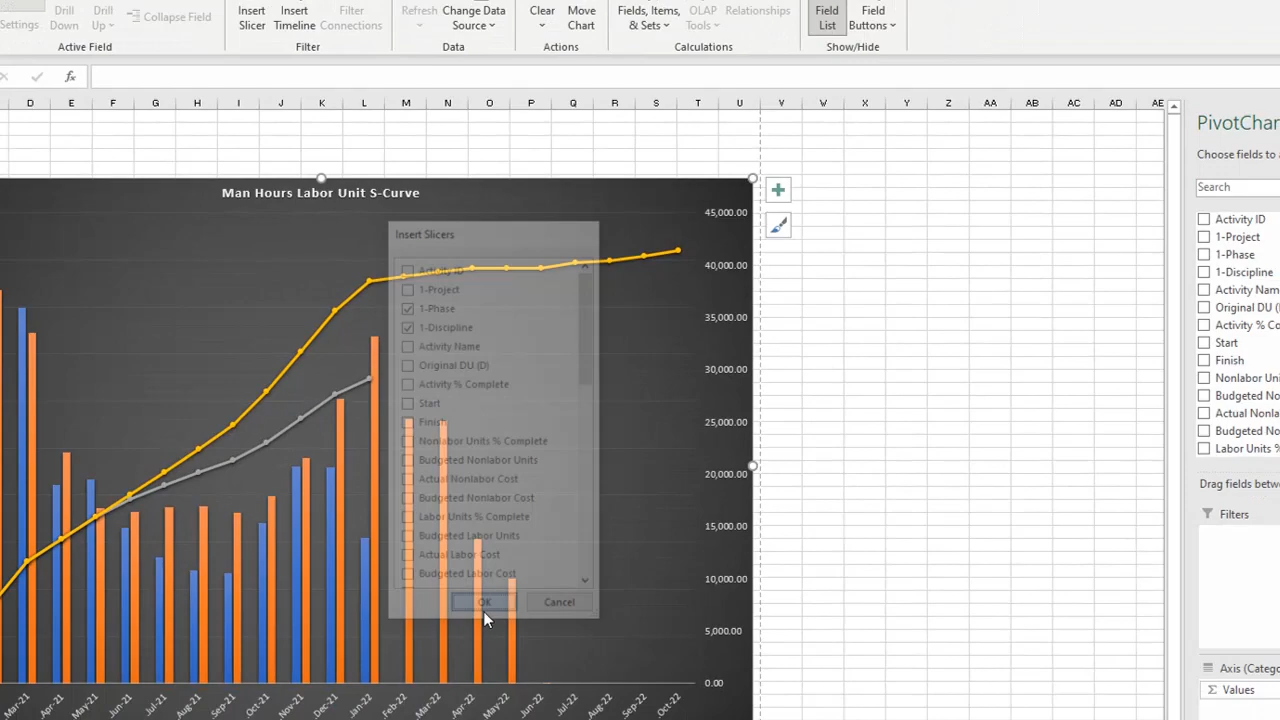 Settings
Drill Down
Drill Up
Collapse Field
Insert Slicer
Insert Timeline
Filter Connections
Refresh
Change Data Source
Clear
Move Chart
Fields, Items, & Sets
OLAP Tools
Relationships
Field List
Field Buttons
Active Field
Filter
Data
Actions
Calculations
Show/Hide
fx
D E F G H I J K L M N O P Q R S T U V W X Y Z AA AB AC AD AE
PivotChar
Choose fields to a
Search
Activity ID
1-Project
1-Phase
1-Discipline
Activity Nam
Original DU (
Activity % Co
Start
Finish
Nonlabor Uni
Budgeted No
Actual Nonla
Budgeted No
Labor Units %
Drag fields betwe
Filters
Axis (Catego
Σ Values
Man Hours Labor Unit S-Curve
45,000.00
40,000.00
35,000.00
30,000.00
25,000.00
20,000.00
15,000.00
10,000.00
5,000.00
0.00
Insert Slicers
Activity ID
1-Project
1-Phase
1-Discipline
Activity Name
Original DU (D)
Activity % Complete
Start
Finish
Nonlabor Units % Complete
Budgeted Nonlabor Units
Actual Nonlabor Cost
Budgeted Nonlabor Cost
Labor Units % Complete
Budgeted Labor Units
Actual Labor Cost
Budgeted Labor Cost
OK
Cancel
Mar-21 Apr-21 May-21 Jun-21 Jul-21 Aug-21 Sep-21 Oct-21 Nov-21 Dec-21 Jan-22 Feb-22 Mar-22 Apr-22 May-22 Jun-22 Jul-22 Aug-22 Sep-22 Oct-22